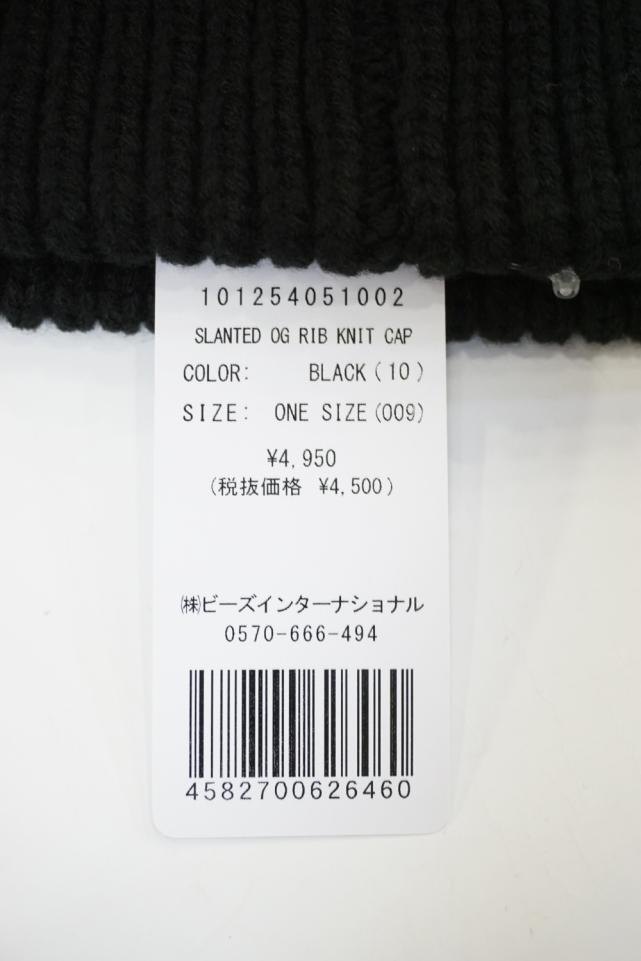 101254051002
SLANTED OG RIB KNIT CAP
COLOR: BLACK(10)
SIZE: ONE SIZE(009)
¥4,950
(税抜価格 ¥4,500)
㈱ビーズインターナショナル
0570-666-494
4582700626460